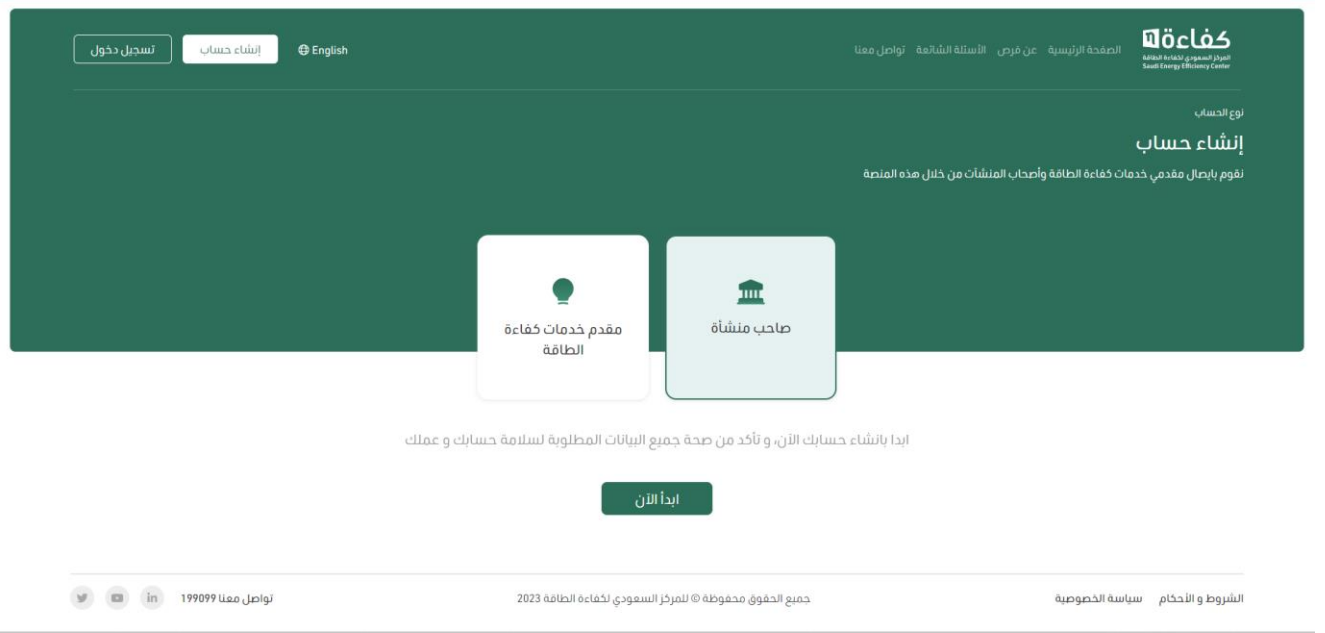 كفاءة
المركز السعودي لكفاءة الطاقة
Saudi Energy Efficiency Center
الصفحة الرئيسية
عن فرص
الأسئلة الشائعة
تواصل معنا
English
إنشاء حساب
تسجيل دخول
نوع الحساب
إنشاء حساب
نقوم بايصال مقدمي خدمات كفاءة الطاقة وأصحاب المنشآت من خلال هذه المنصة
صاحب منشأة
مقدم خدمات كفاءة
الطاقة
ابدا بانشاء حسابك الآن، و تأكد من صحة جميع البيانات المطلوبة لسلامة حسابك و عملك
ابدأ الآن
الشروط و الأحكام
سياسة الخصوصية
جميع الحقوق محفوظة © للمركز السعودي لكفاءة الطاقة 2023
تواصل معنا 199099
in